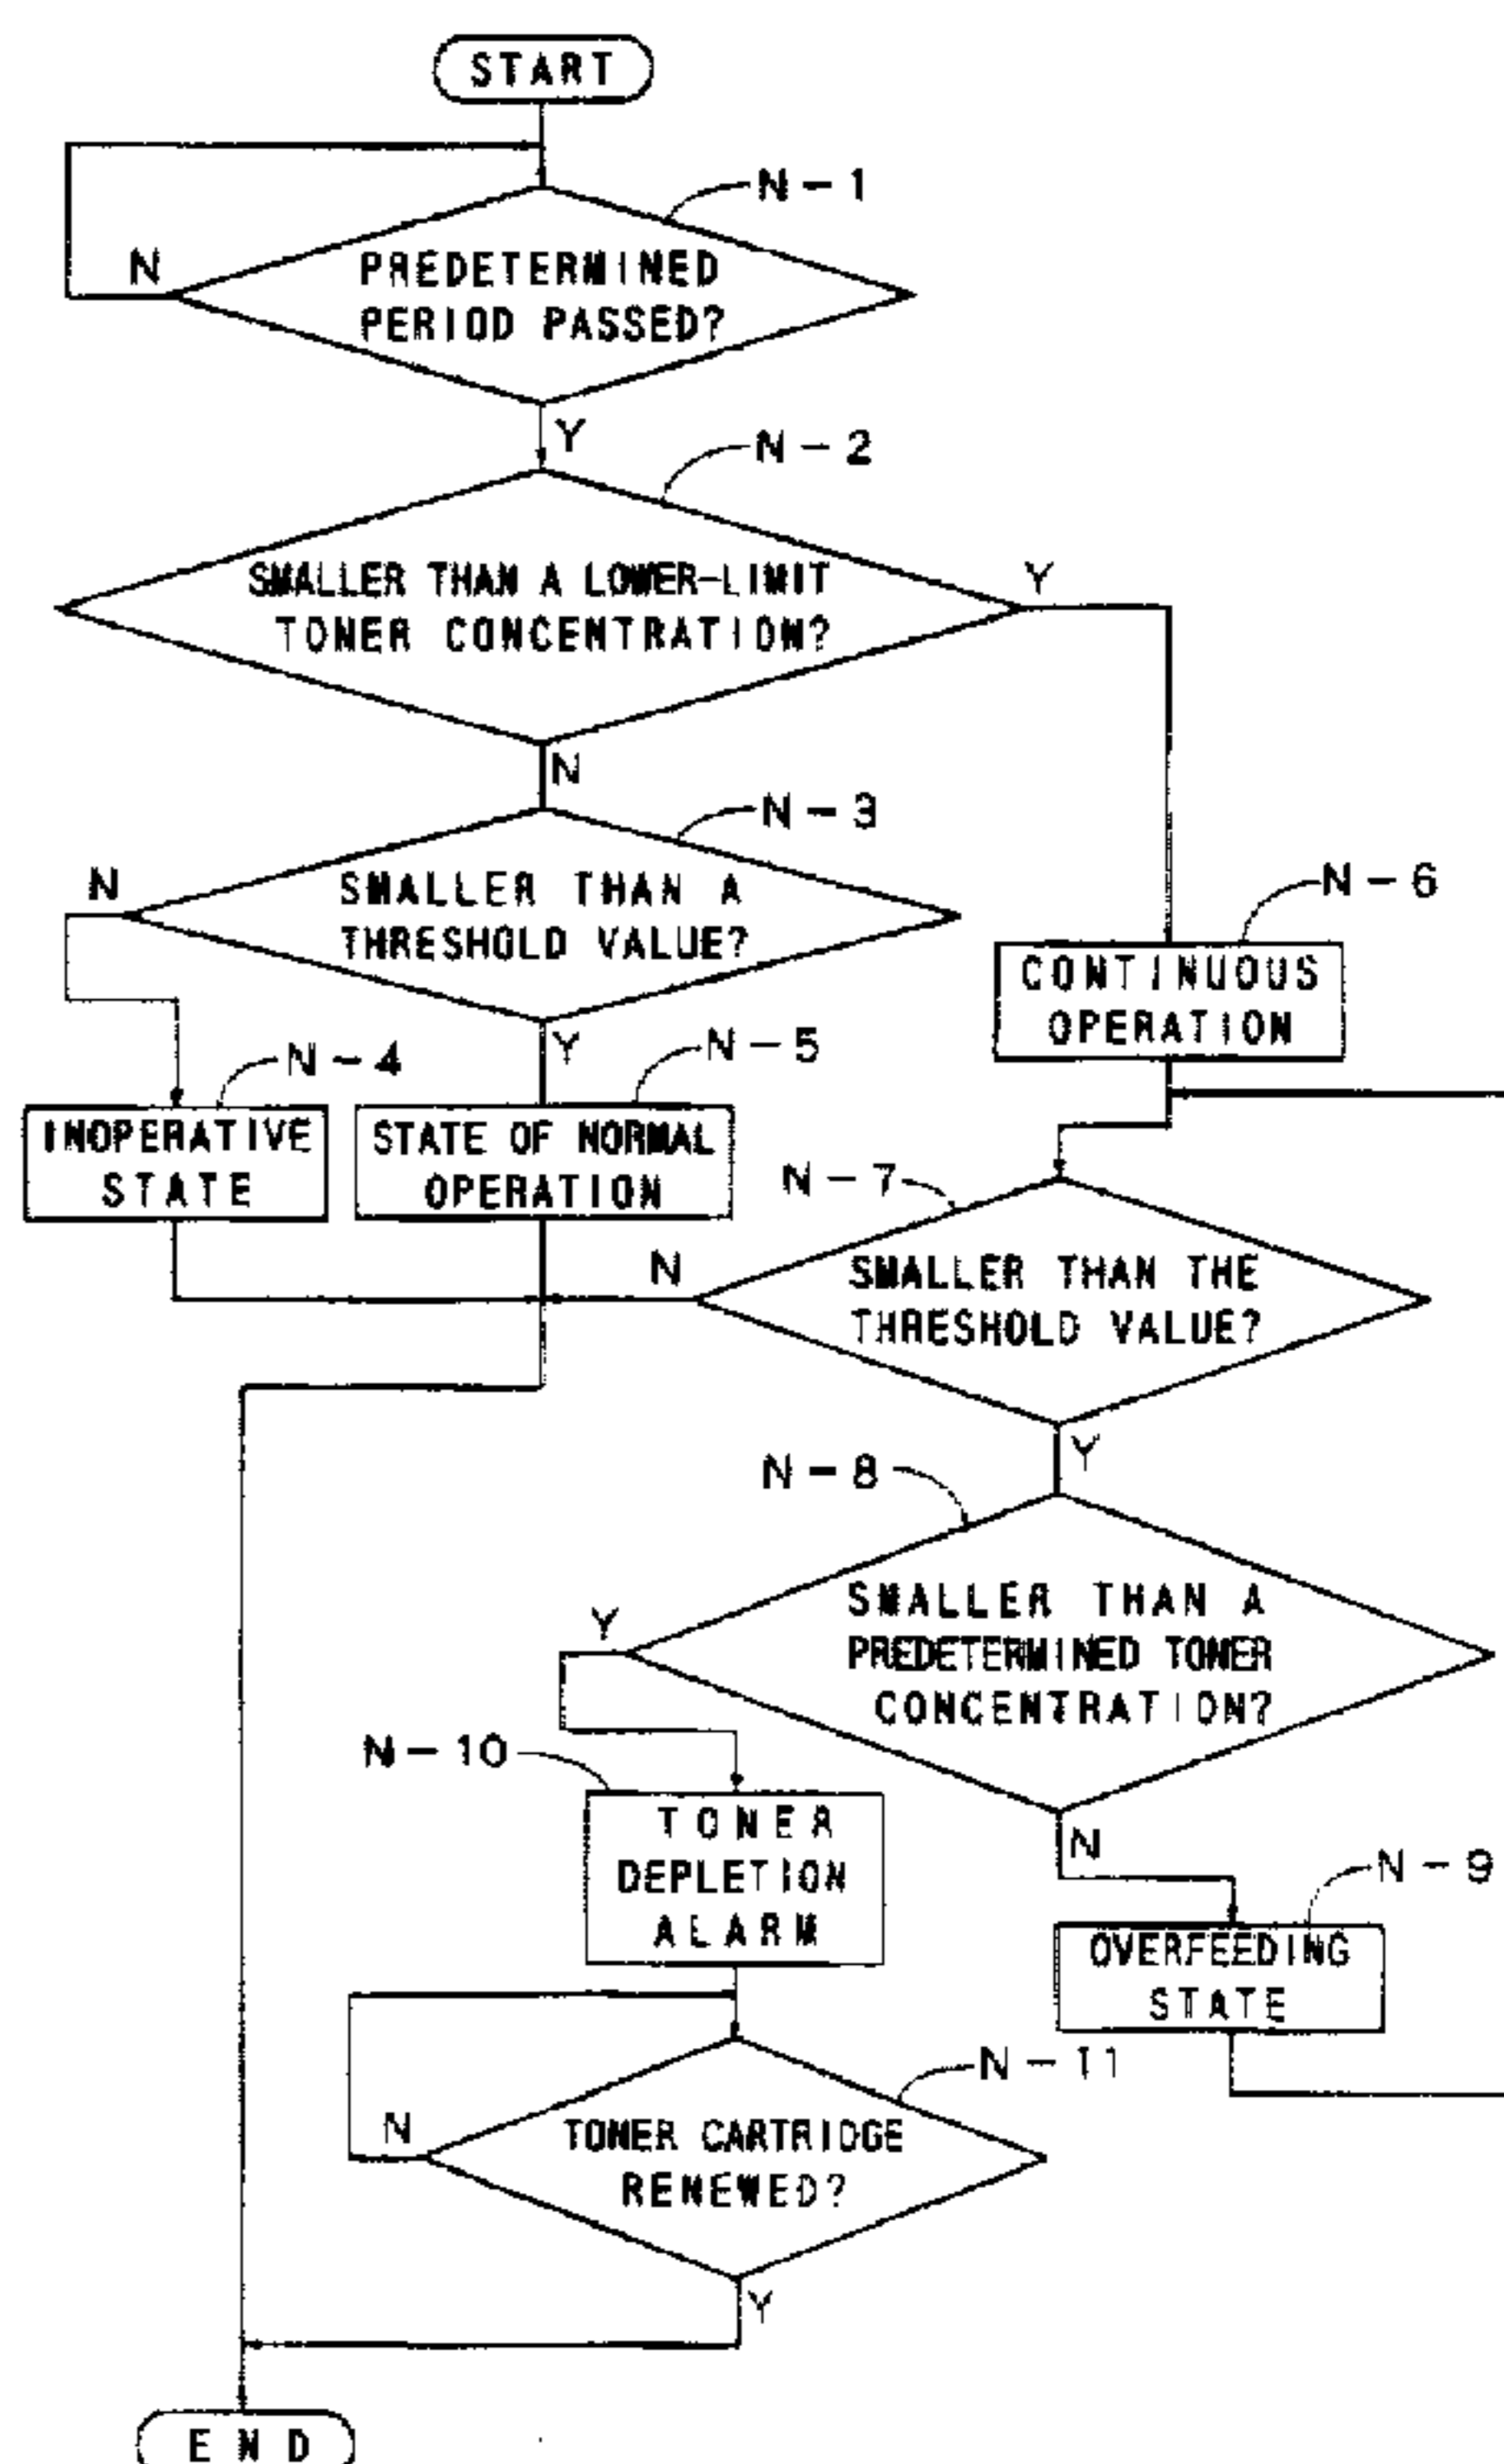 START
N-1
N
PREDETERMINED
PERIOD PASSED?
Y
N-2
SMALLER THAN A LOWER-LIMIT
TONER CONCENTRATION?
Y
N
N-3
N
SMALLER THAN A
THRESHOLD VALUE?
N-6
CONTINUOUS
OPERATION
Y
N-5
N-4
INOPERATIVE
STATE
STATE OF NORMAL
OPERATION
N-7
N
SMALLER THAN THE
THRESHOLD VALUE?
Y
N-8
SMALLER THAN A
PREDETERMINED TONER
CONCENTRATION?
Y
N-10
TONER
DEPLETION
ALARM
N
N-9
OVERFEEDING
STATE
N-11
N
TONER CARTRIDGE
RENEWED?
Y
END